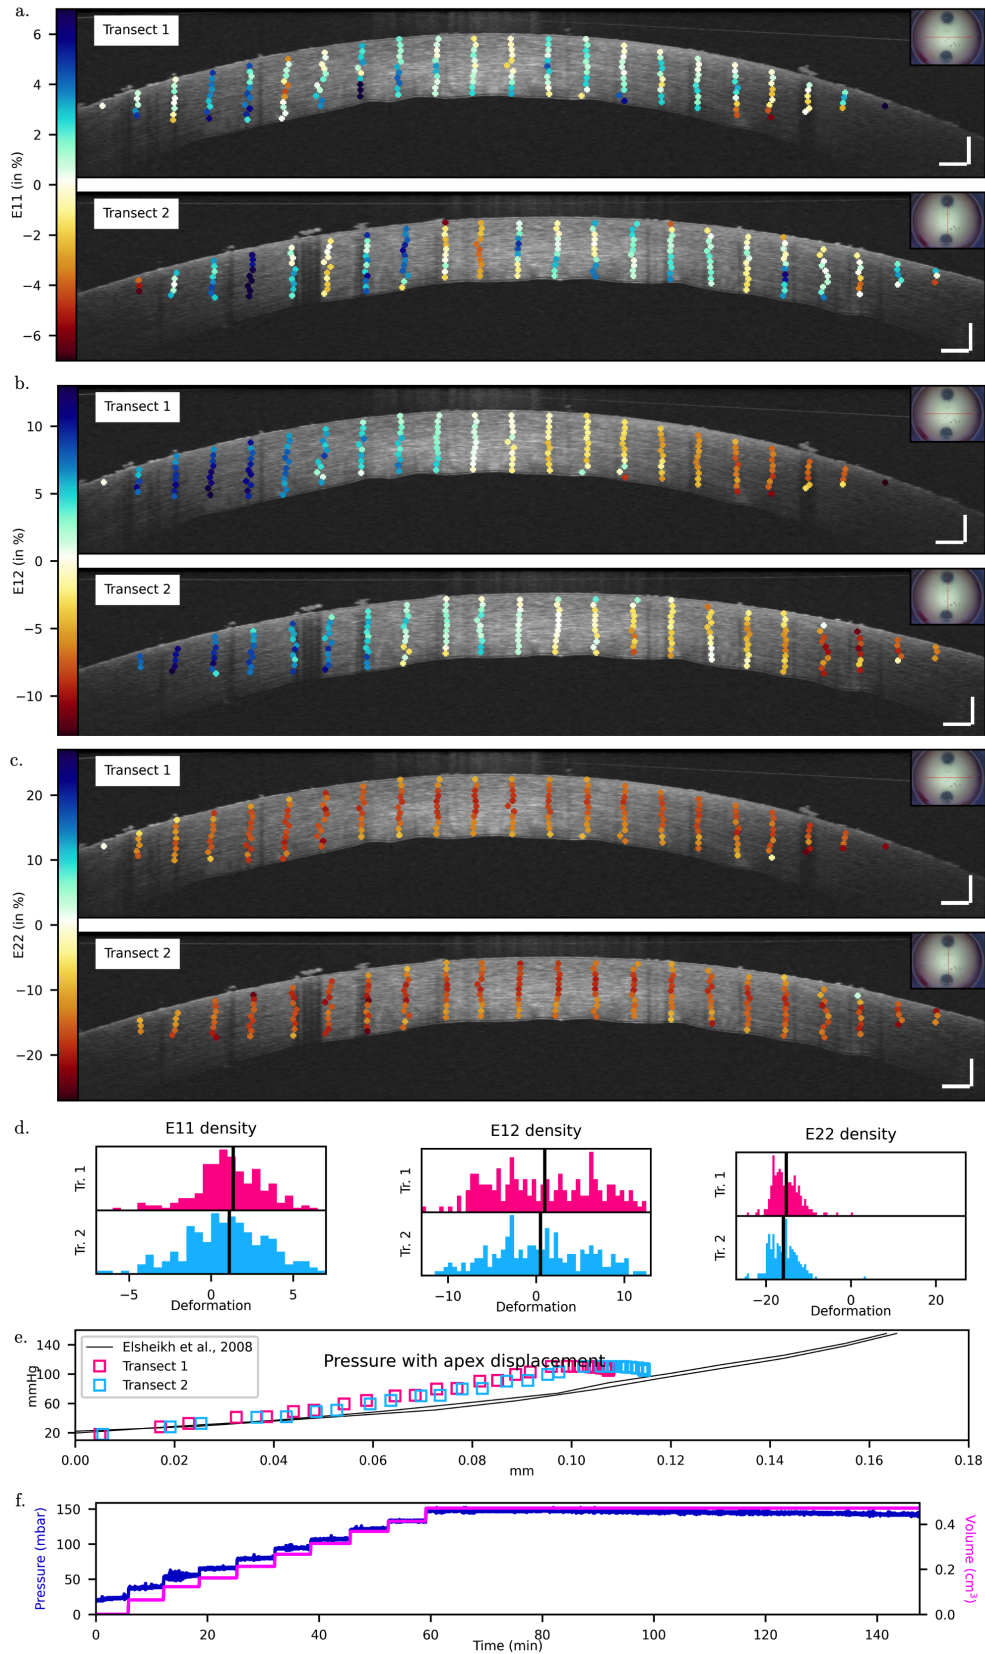 a.
Transect 1
6
4
2
0
−2
−4
−6
E11 (in %)
Transect 2
b.
Transect 1
10
5
0
−5
−10
E12 (in %)
Transect 2
c.
Transect 1
20
10
0
−10
−20
E22 (in %)
Transect 2
d.
E11 density
E12 density
E22 density
Tr. 1
Tr. 1
Tr. 1
Tr. 2
Tr. 2
Tr. 2
−5 0 5
−10 0 10
−20 0 20
Deformation
Deformation
Deformation
e.
Pressure with apex displacement
Elsheikh et al., 2008
Transect 1
Transect 2
140
100
60
20
mmHg
0.00 0.02 0.04 0.06 0.08 0.10 0.12 0.14 0.16 0.18
mm
f.
150
100
50
0
Pressure (mbar)
0.4
0.2
0.0
Volume (cm³)
0 20 40 60 80 100 120 140
Time (min)